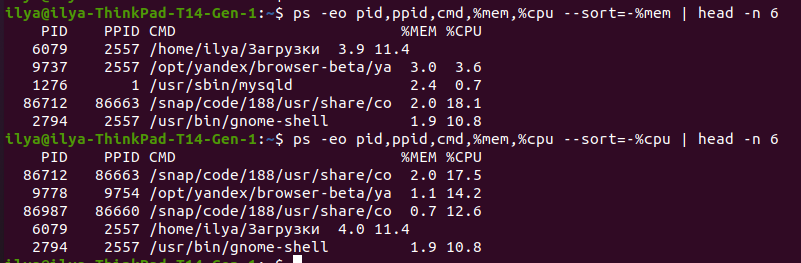 ilya@ilya-ThinkPad-T14-Gen-1:~$ ps -eo pid,ppid,cmd,%mem,%cpu --sort=-%mem | head -n 6
    PID    PPID CMD                         %MEM %CPU
   6079    2557 /home/ilya/Загрузки  3.9 11.4
   9737    2557 /opt/yandex/browser-beta/ya  3.0  3.6
   1276       1 /usr/sbin/mysqld             2.4  0.7
  86712   86663 /snap/code/188/usr/share/co  2.0 18.1
   2794    2557 /usr/bin/gnome-shell         1.9 10.8
ilya@ilya-ThinkPad-T14-Gen-1:~$ ps -eo pid,ppid,cmd,%mem,%cpu --sort=-%cpu | head -n 6
    PID    PPID CMD                         %MEM %CPU
  86712   86663 /snap/code/188/usr/share/co  2.0 17.5
   9778    9754 /opt/yandex/browser-beta/ya  1.1 14.2
  86987   86660 /snap/code/188/usr/share/co  0.7 12.6
   6079    2557 /home/ilya/Загрузки  4.0 11.4
   2794    2557 /usr/bin/gnome-shell         1.9 10.8
ilya@ilya-ThinkPad-T14-Gen-1:~$